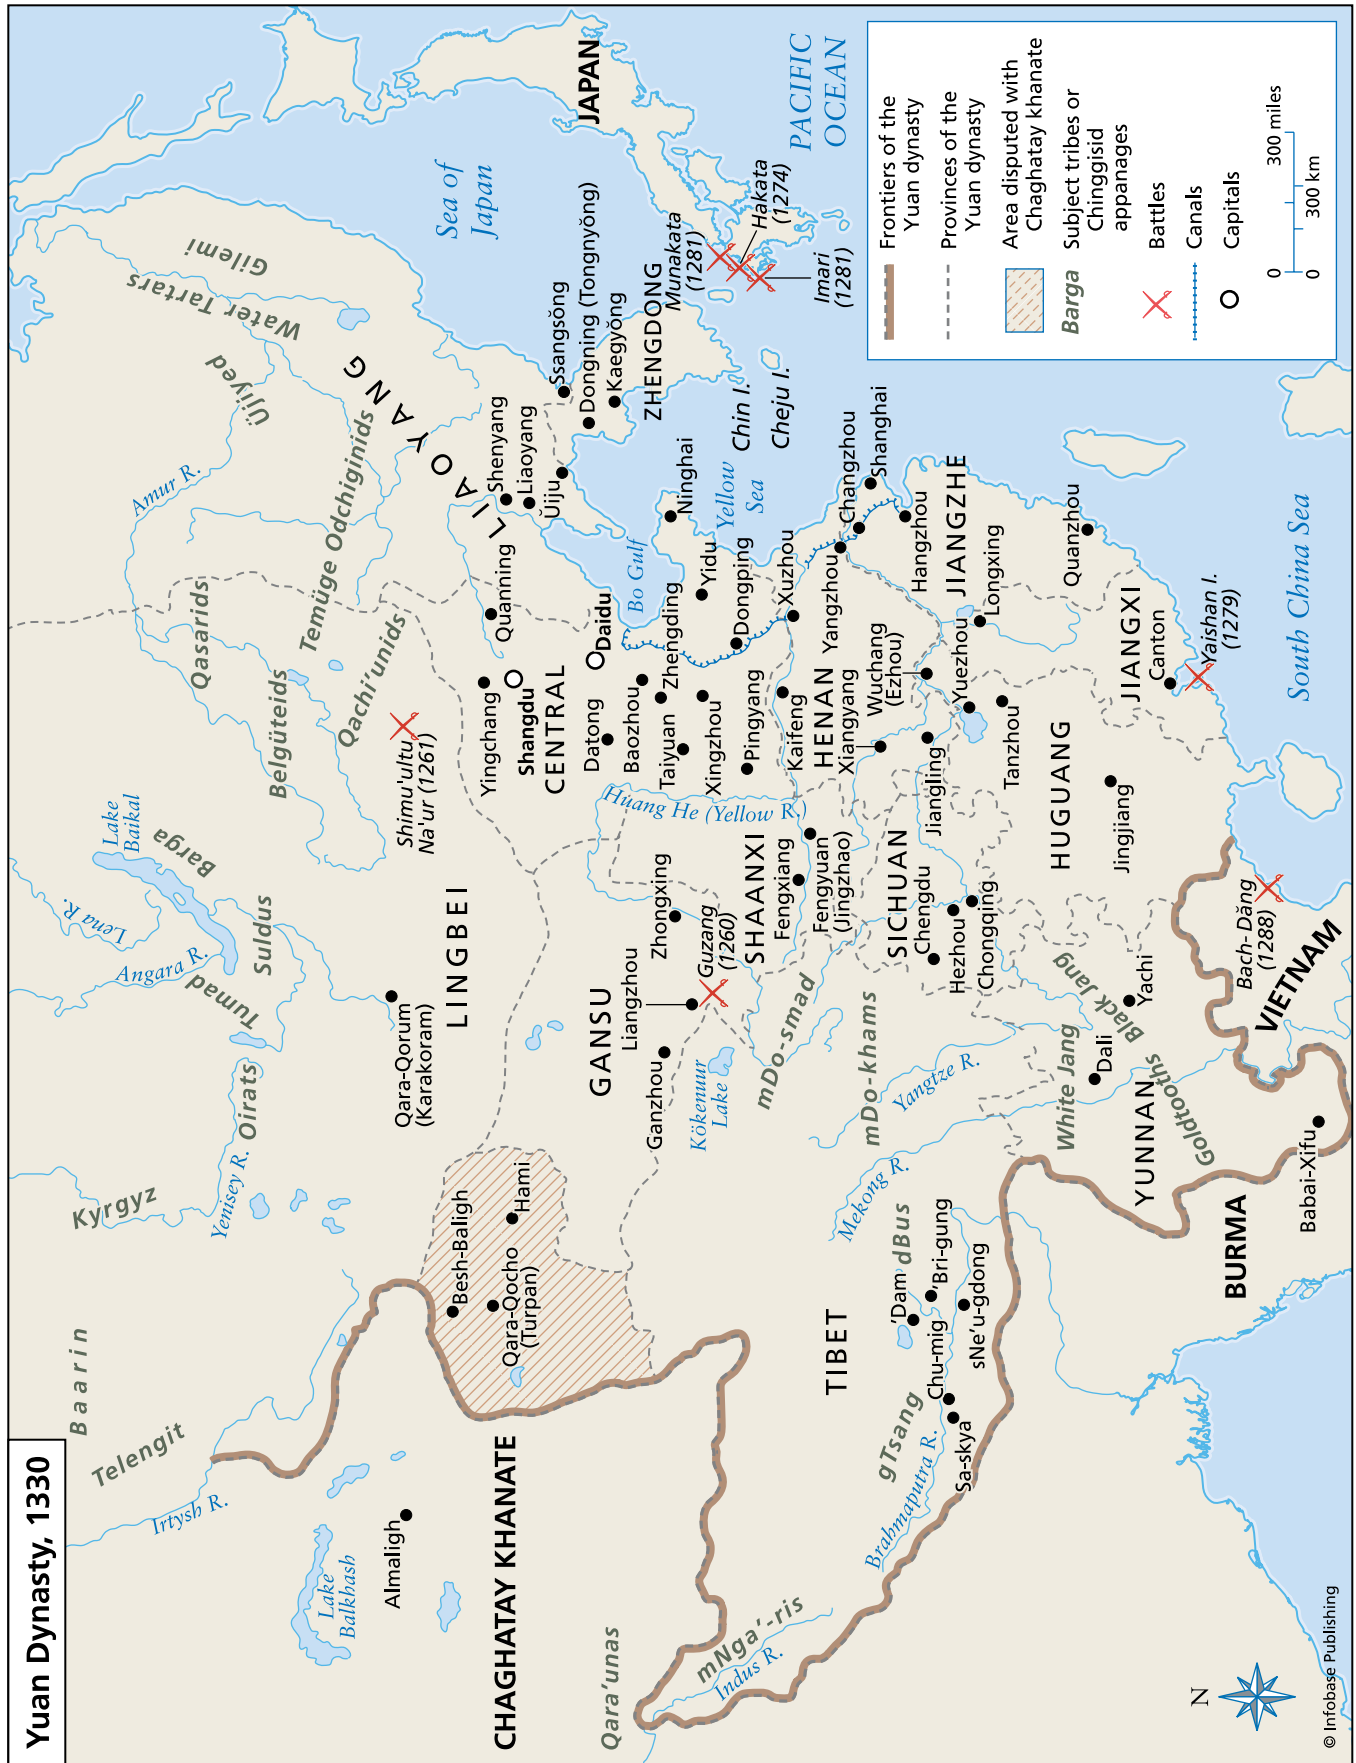 Yuan Dynasty, 1330
Telengit
Baarin
Kyrgyz
Irtysh R.
Yenisey R.
Oirats
Tumad
Suldus
Angara R.
Lena R.
Lake
Baikal
Barga
Belgüteids
Qasarids
Amur R.
Üjiyed
Water Tartars
Gilemi
Temüge Odchiginids
Qachi'unids
LIAOYANG
Sea of
Japan
JAPAN
PACIFIC
OCEAN
Lake
Balkhash
Almaligh
Qara-Qorum
(Karakoram)
LINGBEI
Shimu'ultu
Na'ur (1261)
CHAGHATAY KHANATE
Besh-Baligh
Qara-Qocho
(Turpan)
Hami
Yingchang
Shangdu
CENTRAL
Quanning
Daidu
Shenyang
Liaoyang
Ŭiju
Ssangsŏng
Dongning (Tongnyŏng)
Kaegyŏng
ZHENGDONG
Munakata
(1281)
Hakata
(1274)
Imari
(1281)
Qara'unas
GANSU
Liangzhou
Ganzhou
Zhongxing
Guzang
(1260)
Kökenuur
Lake
Datong
Baozhou
Taiyuan
Zhengding
Xingzhou
Pingyang
Huang He (Yellow R.)
Bo Gulf
Yidu
Dongping
Ninghai
Yellow
Sea
Chin I.
Cheju I.
mNga'-ris
Indus R.
TIBET
mDo-smad
mDo-khams
SHAANXI
Fengxiang
Fengyuan
(Jingzhao)
Kaifeng
HENAN
Xiangyang
Xuzhou
Yangzhou
Changzhou
Shanghai
Hangzhou
JIANGZHE
Wuchang
(Ezhou)
Mekong R.
Yangtze R.
gTsang
dBus
'Dam
'Bri-gung
Chu-mig
sNe'u-gdong
Sa-skya
Brahmaputra R.
SICHUAN
Chengdu
Hezhou
Chongqing
Jiangling
Yuezhou
Longxing
Tanzhou
HUGUANG
Jingjiang
Quanzhou
JIANGXI
Canton
Yaishan I.
(1279)
South China Sea
White Jang
Black Jang
Dali
Yachi
YUNNAN
Goldtooths
BURMA
Babai-Xifu
VIETNAM
Bach-Dăng
(1288)
Frontiers of the
Yuan dynasty
Provinces of the
Yuan dynasty
Area disputed with
Chaghatay khanate
Barga
Subject tribes or
Chinggisid
appanages
Battles
Canals
Capitals
0
300 miles
0
300 km
N
© Infobase Publishing